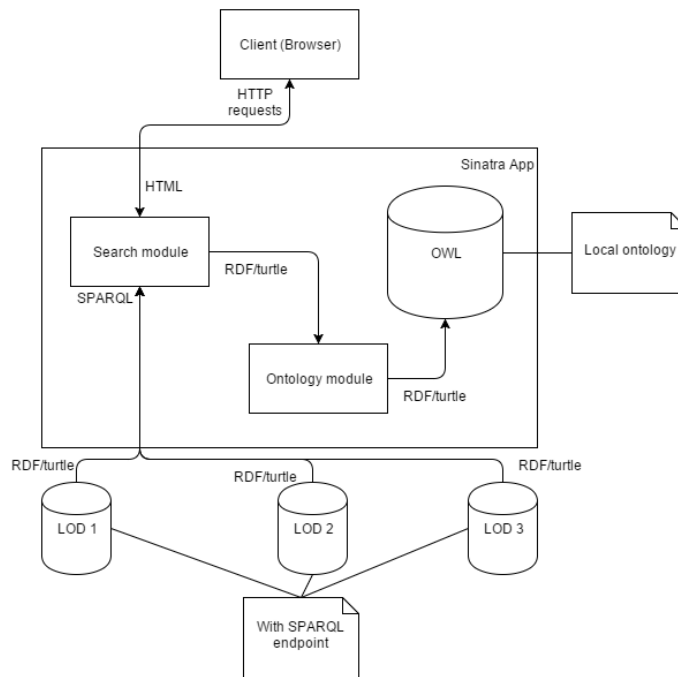 Client (Browser)
HTTP
requests
Sinatra App
HTML
Search module
RDF/turtle
OWL
Local ontology
SPARQL
Ontology module
RDF/turtle
RDF/turtle
RDF/turtle
RDF/turtle
LOD 1
LOD 2
LOD 3
With SPARQL
endpoint